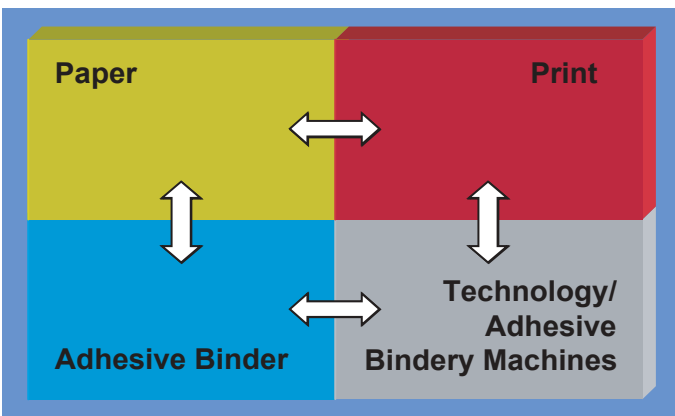 Paper
Print
Adhesive Binder
Technology/
Adhesive
Bindery Machines